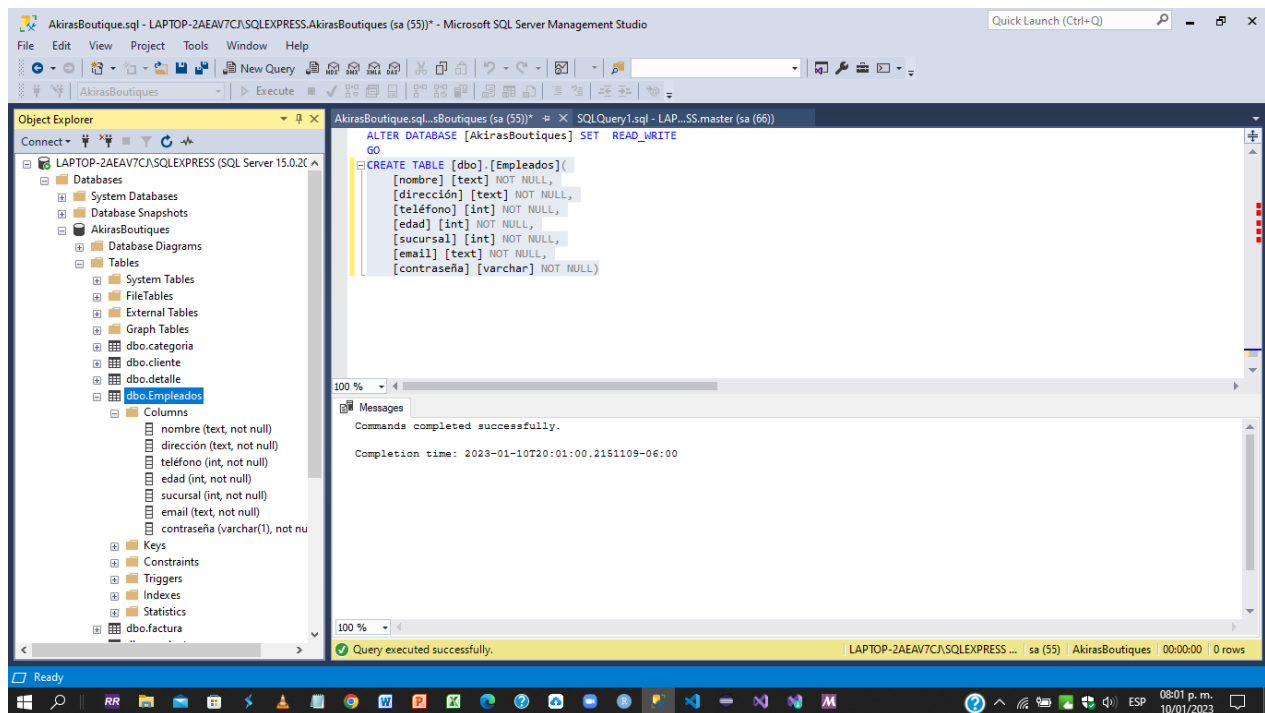 AkirasBoutique.sql - LAPTOP-2AEAV7CJ\SQLEXPRESS.AkirasBoutiques (sa (55))* - Microsoft SQL Server Management Studio
Quick Launch (Ctrl+Q)
File Edit View Project Tools Window Help
New Query MDX DMX XMLA DAX
AkirasBoutiques Execute
Object Explorer
AkirasBoutique.sql...sBoutiques (sa (55))* SQLQuery1.sql - LAP...SS.master (sa (66))
Connect
LAPTOP-2AEAV7CJ\SQLEXPRESS (SQL Server 15.0.20
Databases
System Databases
Database Snapshots
AkirasBoutiques
Database Diagrams
Tables
System Tables
FileTables
External Tables
Graph Tables
dbo.categoria
dbo.cliente
dbo.detalle
dbo.Empleados
Columns
nombre (text, not null)
dirección (text, not null)
teléfono (int, not null)
edad (int, not null)
sucursal (int, not null)
email (text, not null)
contraseña (varchar(1), not nu
Keys
Constraints
Triggers
Indexes
Statistics
dbo.factura
ALTER DATABASE [AkirasBoutiques] SET READ_WRITE
GO
CREATE TABLE [dbo].[Empleados](
[nombre] [text] NOT NULL,
[dirección] [text] NOT NULL,
[teléfono] [int] NOT NULL,
[edad] [int] NOT NULL,
[sucursal] [int] NOT NULL,
[email] [text] NOT NULL,
[contraseña] [varchar] NOT NULL)
100 %
Messages
Commands completed successfully.
Completion time: 2023-01-10T20:01:00.2151109-06:00
100 %
Query executed successfully. LAPTOP-2AEAV7CJ\SQLEXPRESS ... sa (55) AkirasBoutiques 00:00:00 0 rows
Ready
RR
ESP
08:01 p. m.
10/01/2023